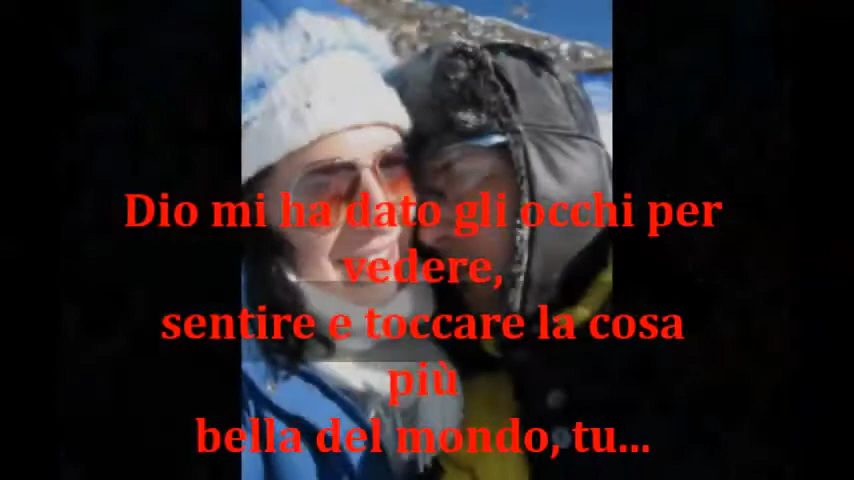 Dio mi ha dato gli occhi per
vedere,
sentire e toccare la cosa
più
bella del mondo, tu...